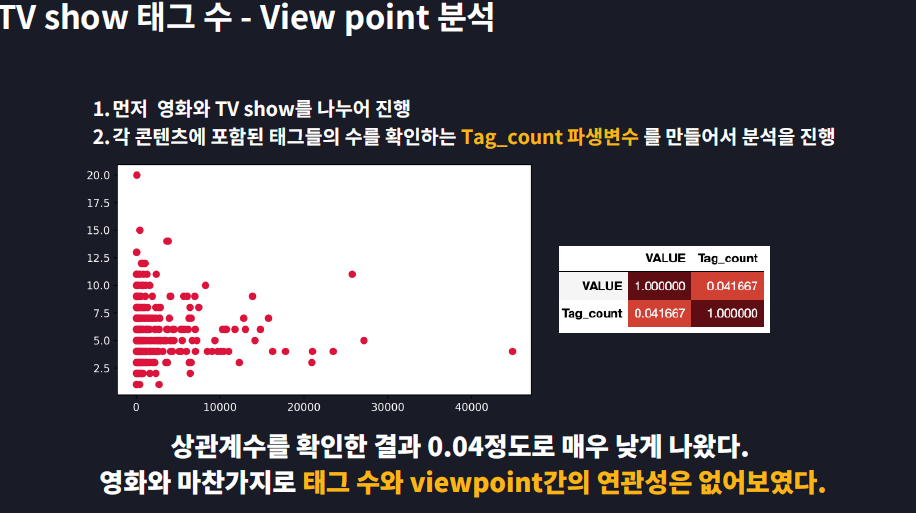 TV show 태그 수 - View point 분석
1. 먼저 영화와 TV show를 나누어 진행
2. 각 콘텐츠에 포함된 태그들의 수를 확인하는 Tag_count 파생변수 를 만들어서 분석을 진행
20.0
17.5
15.0
12.5
10.0
7.5
5.0
2.5
0 10000 20000 30000 40000
VALUE Tag_count
VALUE 1.000000 0.041667
Tag_count 0.041667 1.000000
상관계수를 확인한 결과 0.04정도로 매우 낮게 나왔다.
영화와 마찬가지로 태그 수와 viewpoint간의 연관성은 없어보였다.